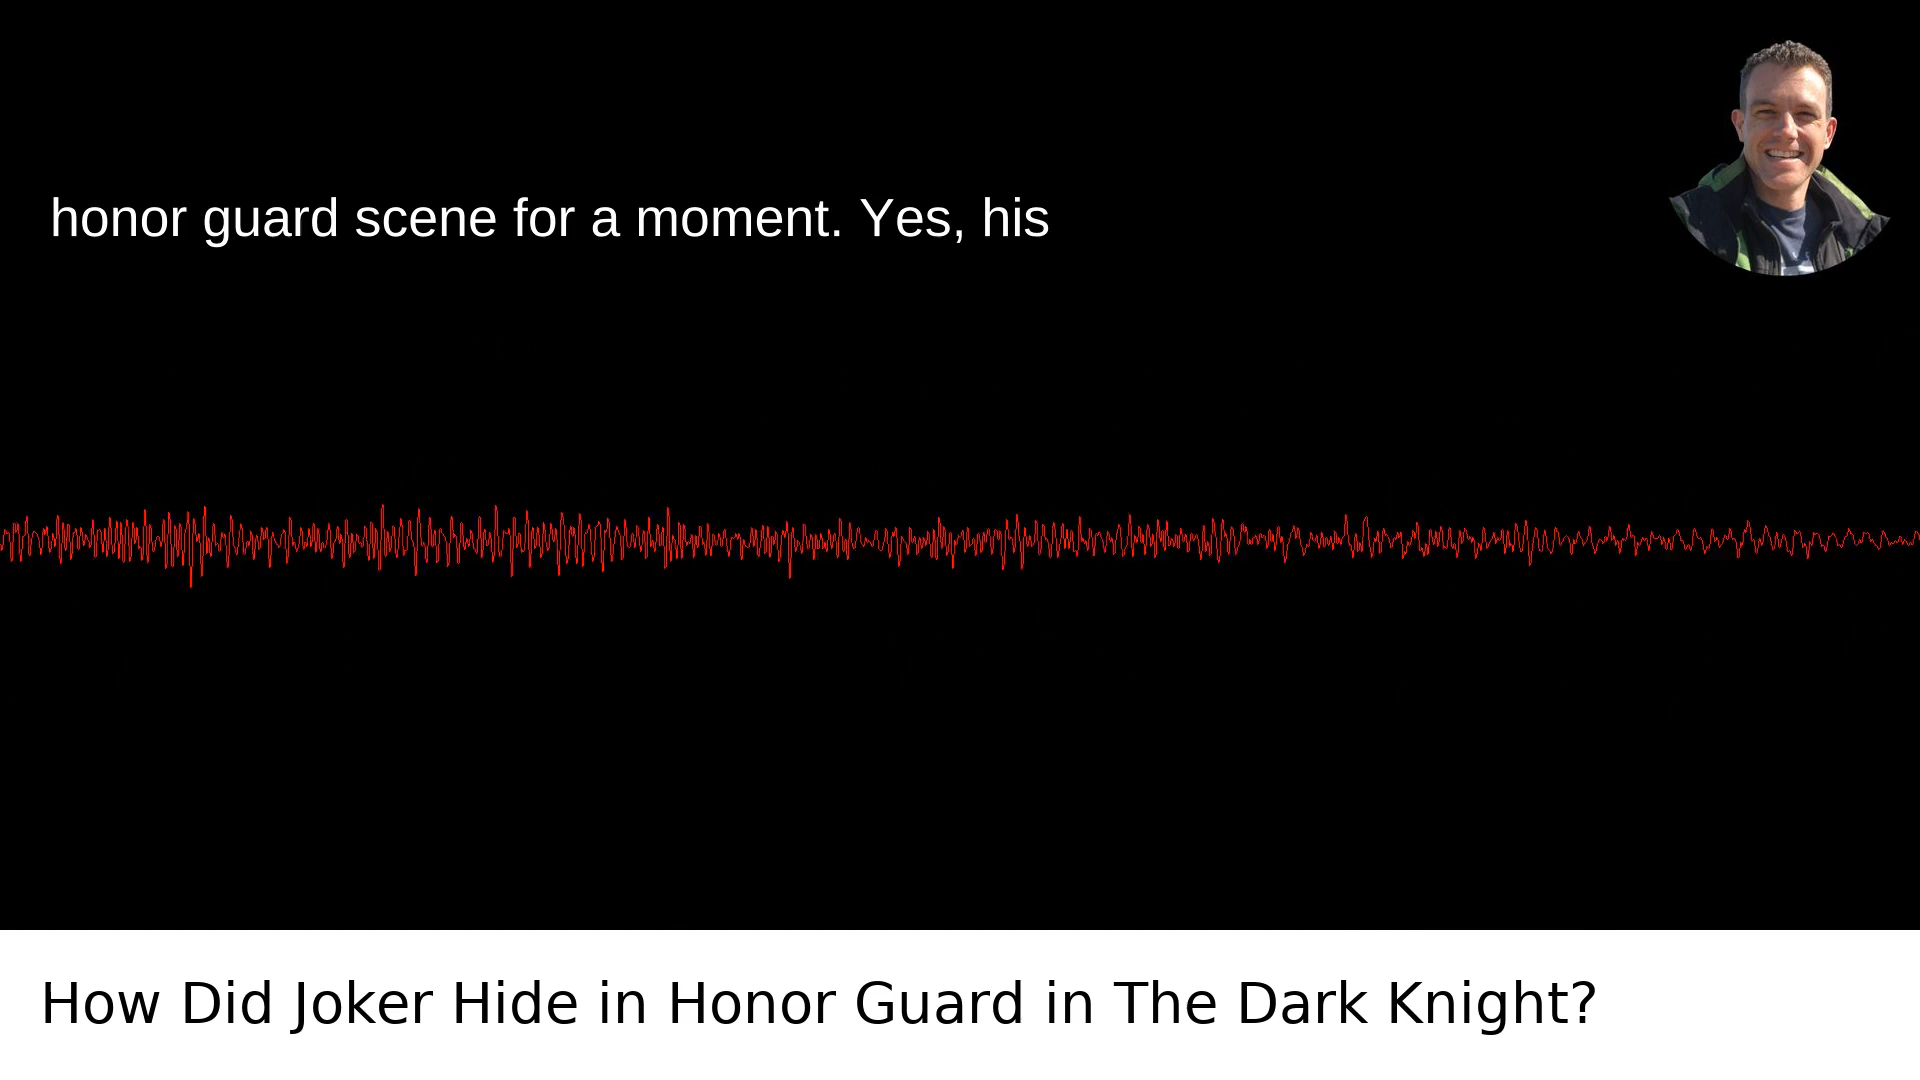 honor guard scene for a moment. Yes, his
How Did Joker Hide in Honor Guard in The Dark Knight?